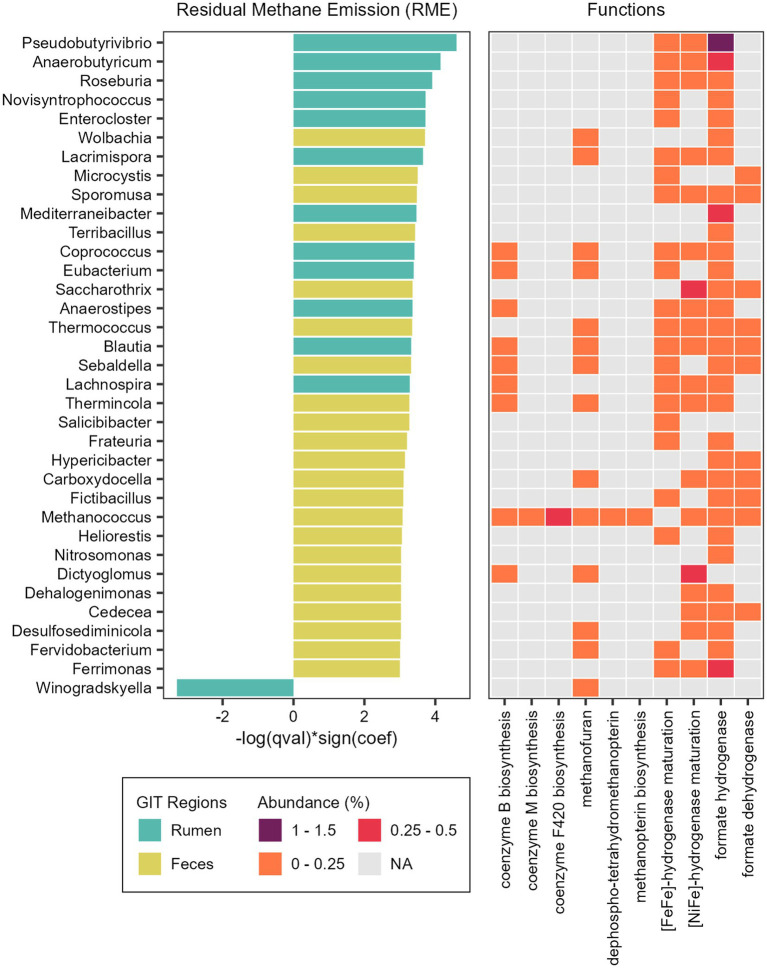 Residual Methane Emission (RME)
Functions
Pseudobutyrivibrio
Anaerobutyricum
Roseburia
Novisyntrophococcus
Enterocloster
Wolbachia
Lacrimispora
Microcystis
Sporomusa
Mediterraneibacter
Terribacillus
Coprococcus
Eubacterium
Saccharothrix
Anaerostipes
Thermococcus
Blautia
Sebaldella
Lachnospira
Thermincola
Salicibibacter
Frateuria
Hypericibacter
Carboxydocella
Fictibacillus
Methanococcus
Heliorestis
Nitrosomonas
Dictyoglomus
Dehalogenimonas
Cedecea
Desulfosediminicola
Fervidobacterium
Ferrimonas
Winogradskyella
-2 0 2 4
-log(qval)*sign(coef)
coenzyme B biosynthesis
coenzyme M biosynthesis
coenzyme F420 biosynthesis
methanofuran
dephospho-tetrahydromethanopterin
methanopterin biosynthesis
[FeFe]-hydrogenase maturation
[NiFe]-hydrogenase maturation
formate hydrogenase
formate dehydrogenase
GIT Regions
Rumen
Feces
Abundance (%)
1 - 1.5
0.25 - 0.5
0 - 0.25
NA